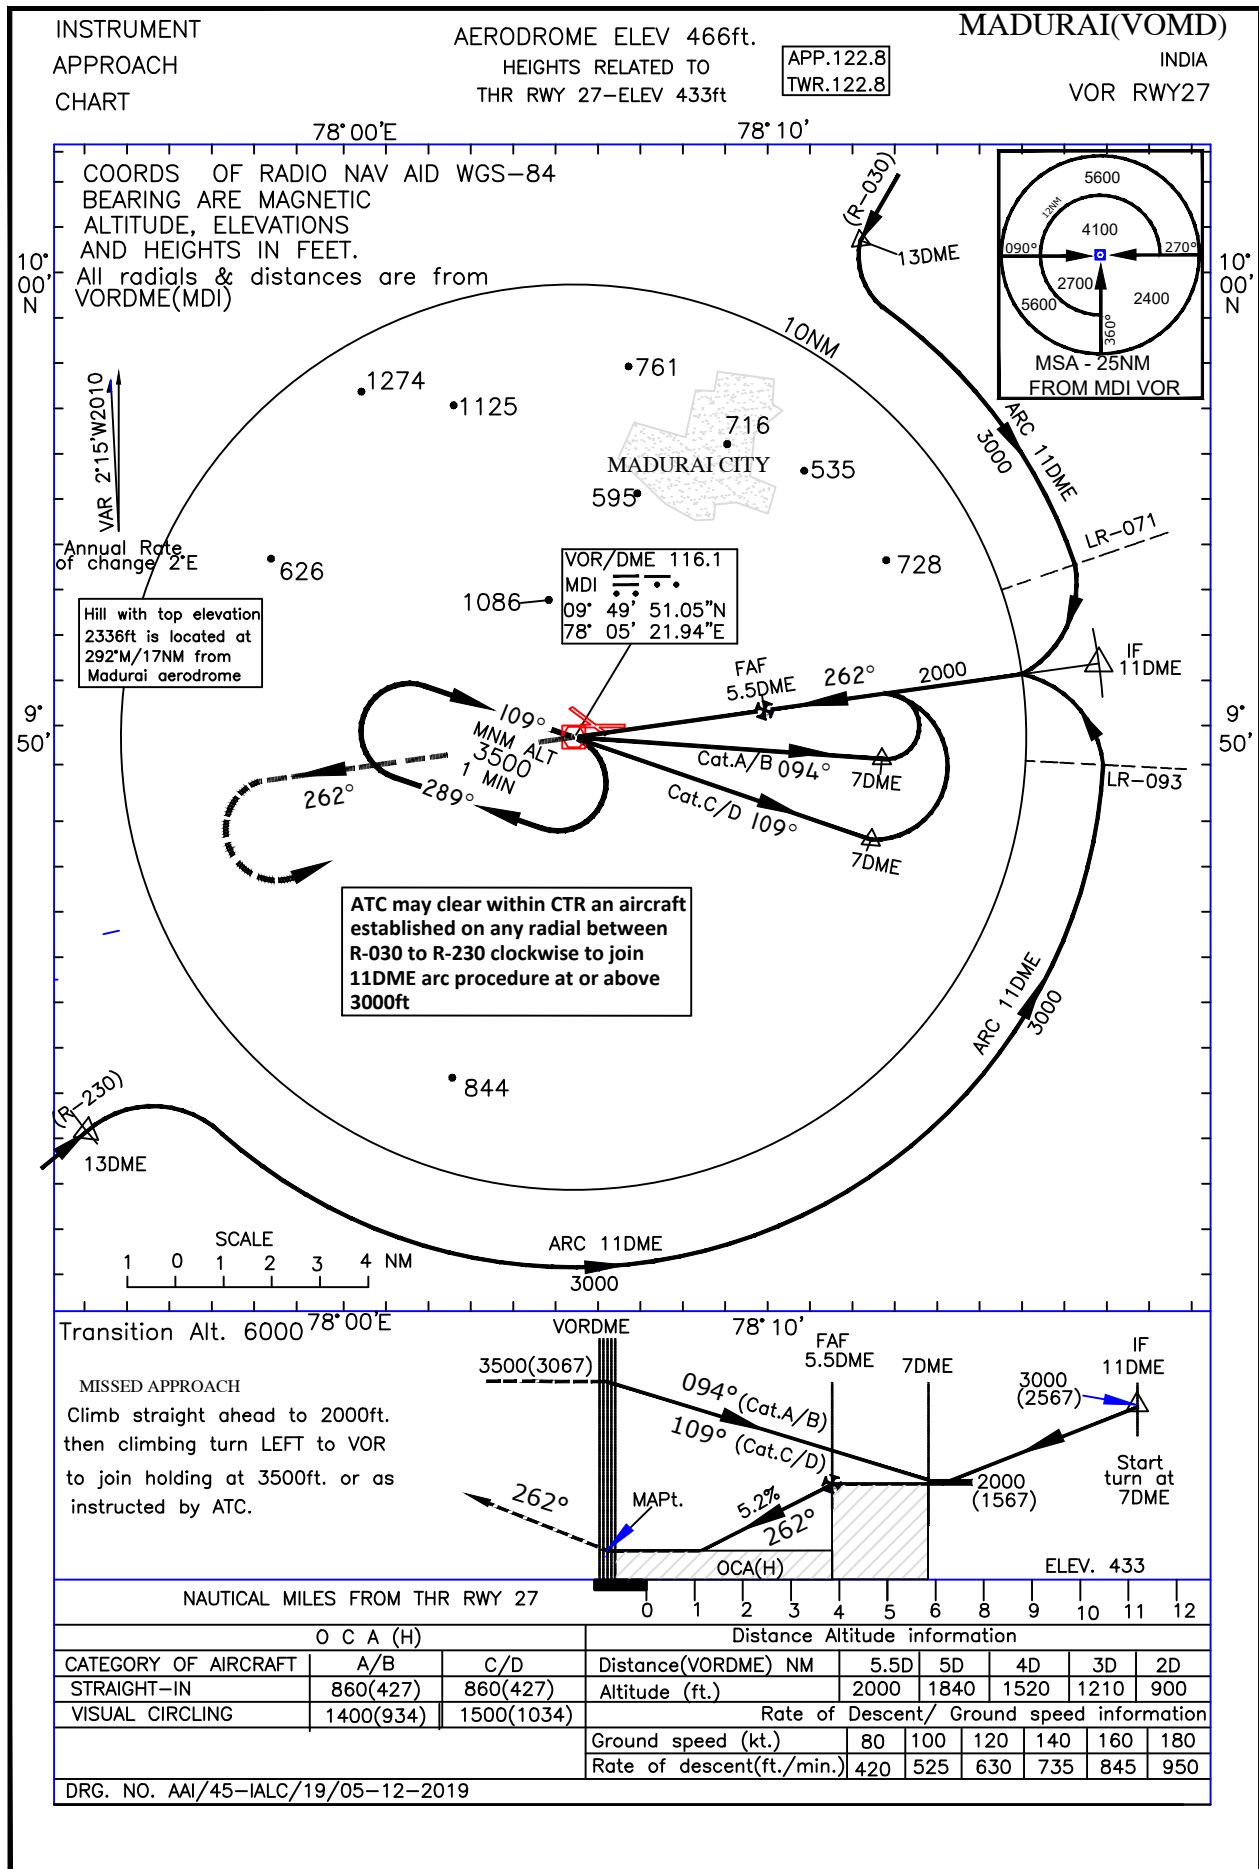 INSTRUMENT
APPROACH
CHART
AERODROME ELEV 466ft.
HEIGHTS RELATED TO
THR RWY 27-ELEV 433ft
APP.122.8
TWR.122.8
MADURAI(VOMD)
INDIA
VOR RWY27
78°00'E
78°10'
COORDS OF RADIO NAV AID WGS-84
BEARING ARE MAGNETIC
ALTITUDE, ELEVATIONS
AND HEIGHTS IN FEET.
All radials & distances are from
VORDME(MDI)
10°
00'
N
10°
00'
N
(R-030)
13DME
5600
12NM
4100
090°
270°
2700
5600
2400
360°
MSA - 25NM
FROM MDI VOR
10NM
761
1274
1125
716
MADURAI CITY
535
595
ARC 11DME
3000
VAR 2°15'W2010
Annual Rate
of change 2'E
LR-071
626
728
VOR/DME 116.1
MDI
09° 49' 51.05"N
78° 05' 21.94"E
1086
Hill with top elevation
2336ft is located at
292°M/17NM from
Madurai aerodrome
IF
11DME
FAF
5.5DME
262°
2000
9°
50'
9°
50'
109°
MNM ALT
3500
1 MIN
289°
262°
Cat.A/B 094°
7DME
Cat.C/D 109°
7DME
LR-093
ATC may clear within CTR an aircraft
established on any radial between
R-030 to R-230 clockwise to join
11DME arc procedure at or above
3000ft
ARC 11DME
3000
844
(R-230)
13DME
SCALE
1 0 1 2 3 4 NM
ARC 11DME
3000
78°00'E
78°10'
Transition Alt. 6000
MISSED APPROACH
Climb straight ahead to 2000ft.
then climbing turn LEFT to VOR
to join holding at 3500ft. or as
instructed by ATC.
VORDME
3500(3067)
094°(Cat.A/B)
109° (Cat.C/D)
FAF
5.5DME
7DME
IF
11DME
3000
(2567)
Start
turn at
7DME
2000
(1567)
262°
MAPt.
5.2%
262°
OCA(H)
ELEV. 433
NAUTICAL MILES FROM THR RWY 27
0 1 2 3 4 5 6 7 8 9 10 11 12
O C A (H)
CATEGORY OF AIRCRAFT A/B C/D
STRAIGHT-IN 860(427) 860(427)
VISUAL CIRCLING 1400(934) 1500(1034)
Distance Altitude information
Distance(VORDME) NM 5.5D 5D 4D 3D 2D
Altitude (ft.) 2000 1840 1520 1210 900
Rate of Descent/ Ground speed information
Ground speed (kt.) 80 100 120 140 160 180
Rate of descent(ft./min.) 420 525 630 735 845 950
DRG. NO. AAI/45-IALC/19/05-12-2019